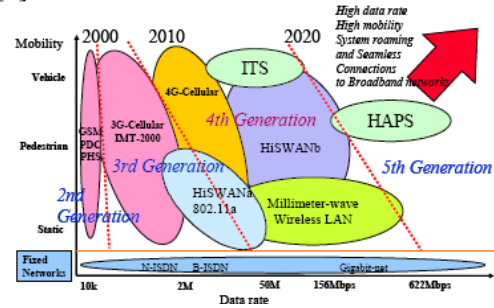 High data rate
High mobility
System roaming
and Seamless
Connections
to Broadband networks
2000
2010
2020
Mobility
Vehicle
Pedestrian
Static
ITS
4G-Cellular
4th Generation
HAPS
GSM
PDC
PHS
3G-Cellular
IMT-2000
HiSWANb
3rd Generation
5th Generation
2nd
Generation
HiSWANa
802.11a
Millimeter-wave
Wireless LAN
Fixed
Networks
N-ISDN
B-ISDN
Gigabit-net
10k
2M
50M
156Mbps
622Mbps
Data rate